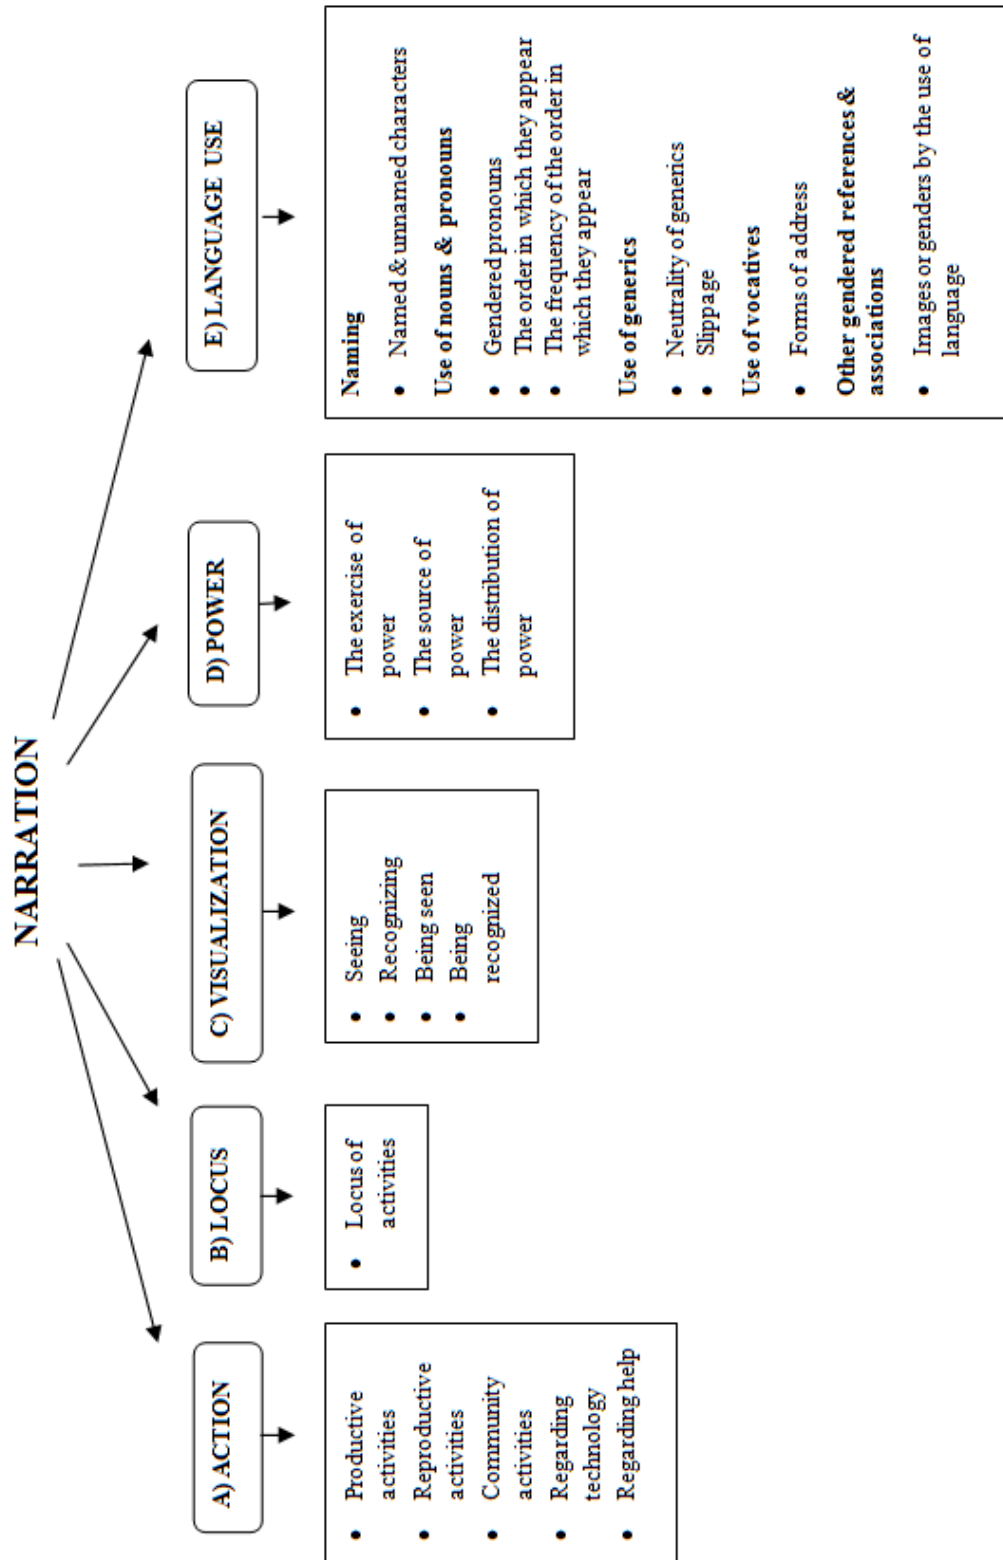 NARRATION
A) ACTION
• Productive
activities
• Reproductive
activities
• Community
activities
• Regarding
technology
• Regarding help
B) LOCUS
• Locus of
activities
C) VISUALIZATION
• Seeing
• Recognizing
• Being seen
• Being
recognized
D) POWER
• The exercise of
power
• The source of
power
• The distribution of
power
E) LANGUAGE USE
Naming
• Named & unnamed characters
Use of nouns & pronouns
• Gendered pronouns
• The order in which they appear
• The frequency of the order in
which they appear
Use of generics
• Neutrality of generics
• Slippage
Use of vocatives
• Forms of address
Other gendered references &
associations
• Images or genders by the use of
language